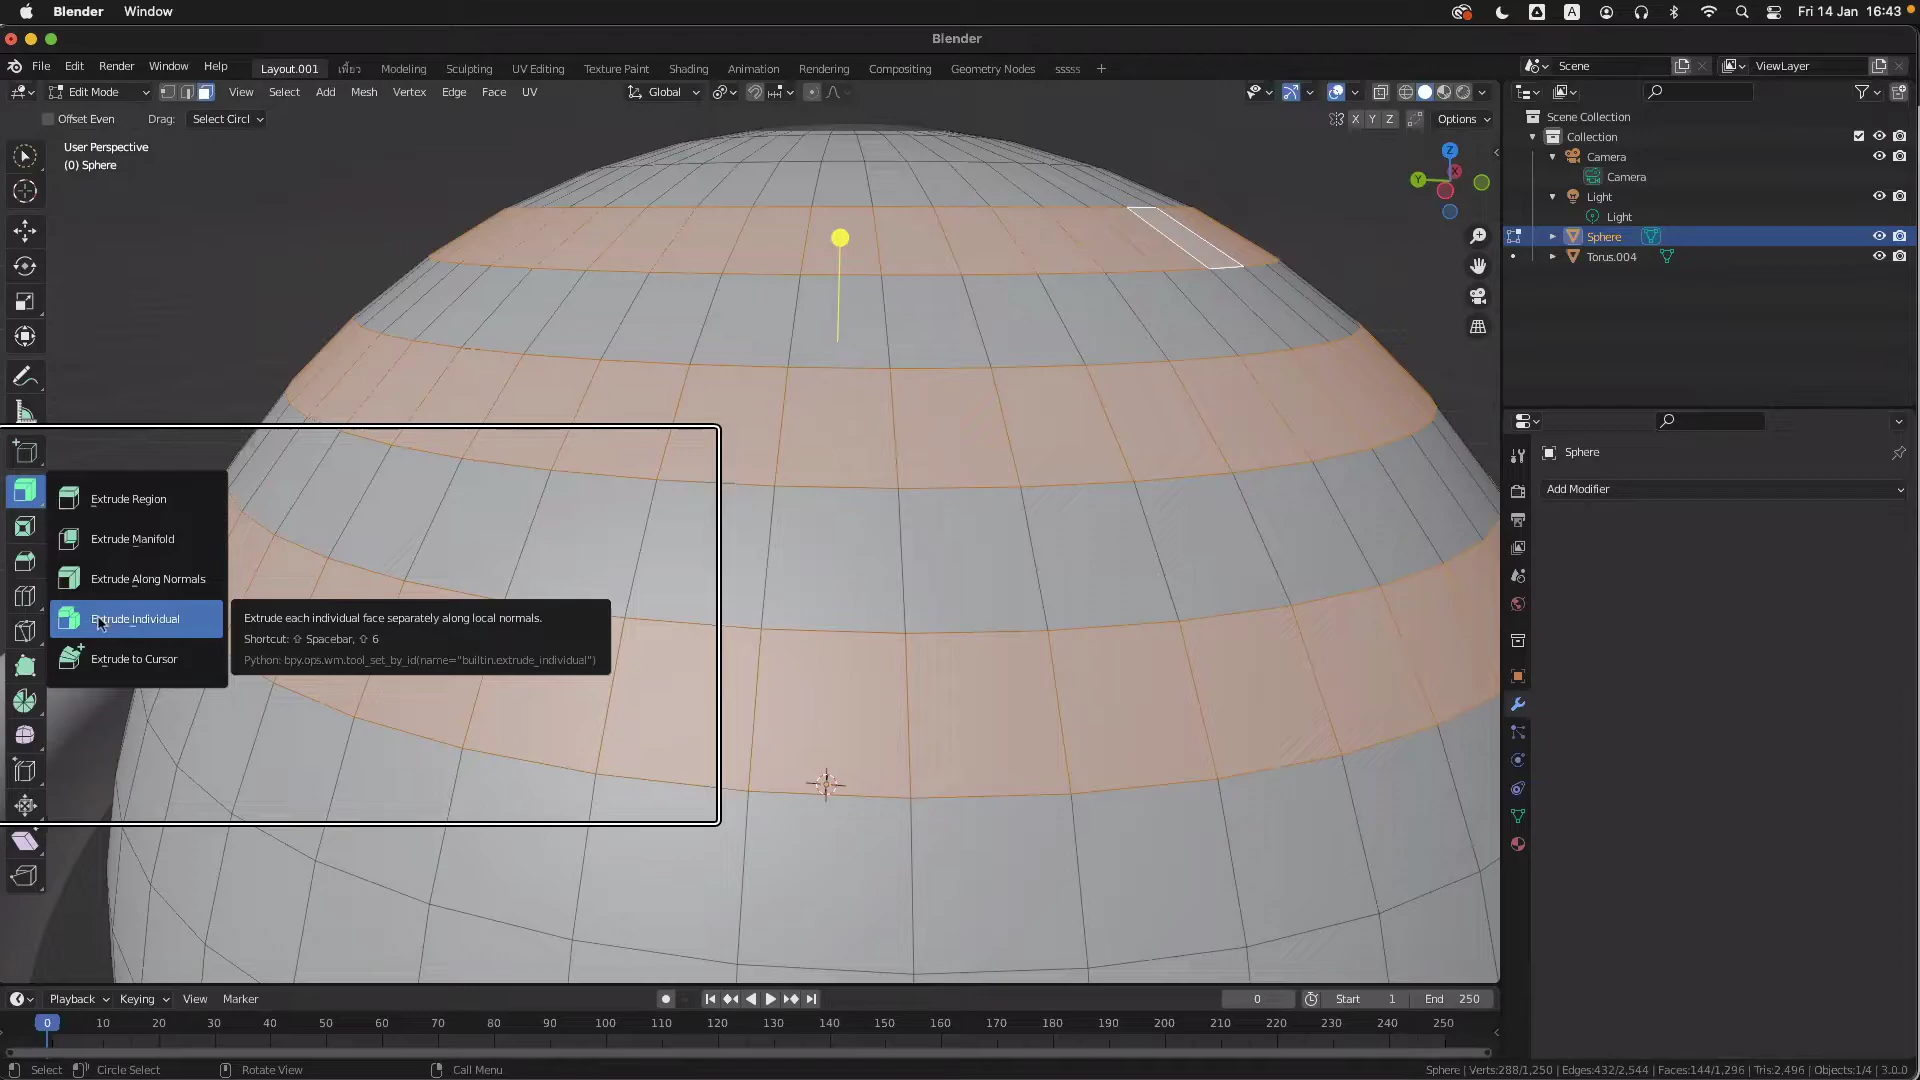 Blender Window
Fri 14 Jan 16:43
Blender
File Edit Render Window Help
Layout.001 เพี้ยว Modeling Sculpting UV Editing Texture Paint Shading Animation Rendering Compositing Geometry Nodes sssss +
Scene
ViewLayer
Edit Mode
View Select Add Mesh Vertex Edge Face UV
Global
Offset Even
Drag: Select Circl
X Y Z
Options
User Perspective
(0) Sphere
Z
Y
X
Scene Collection
Collection
Camera
Camera
Light
Light
Sphere
Torus.004
Sphere
Add Modifier
Extrude Region
Extrude Manifold
Extrude Along Normals
Extrude Individual
Extrude to Cursor
Extrude each individual face separately along local normals.
Shortcut: ⇧ Spacebar, ⇧ 6
Python: bpy.ops.wm.tool_set_by_id(name="builtin.extrude_individual")
Playback Keying View Marker
0
Start 1
End 250
0 10 20 30 40 50 60 70 80 90 100 110 120 130 140 150 160 170 180 190 200 210 220 230 240 250
Select Circle Select Rotate View Call Menu
Sphere | Verts:288/1,250 | Edges:432/2,544 | Faces:144/1,296 | Tris:2,496 | Objects:1/4 | 3.0.0